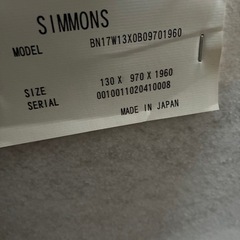 SIMMONS
MODEL BN17W13X0B09701960
SIZE 130 X 970 X 1960
SERIAL 0010011020410008
MADE IN JAPAN